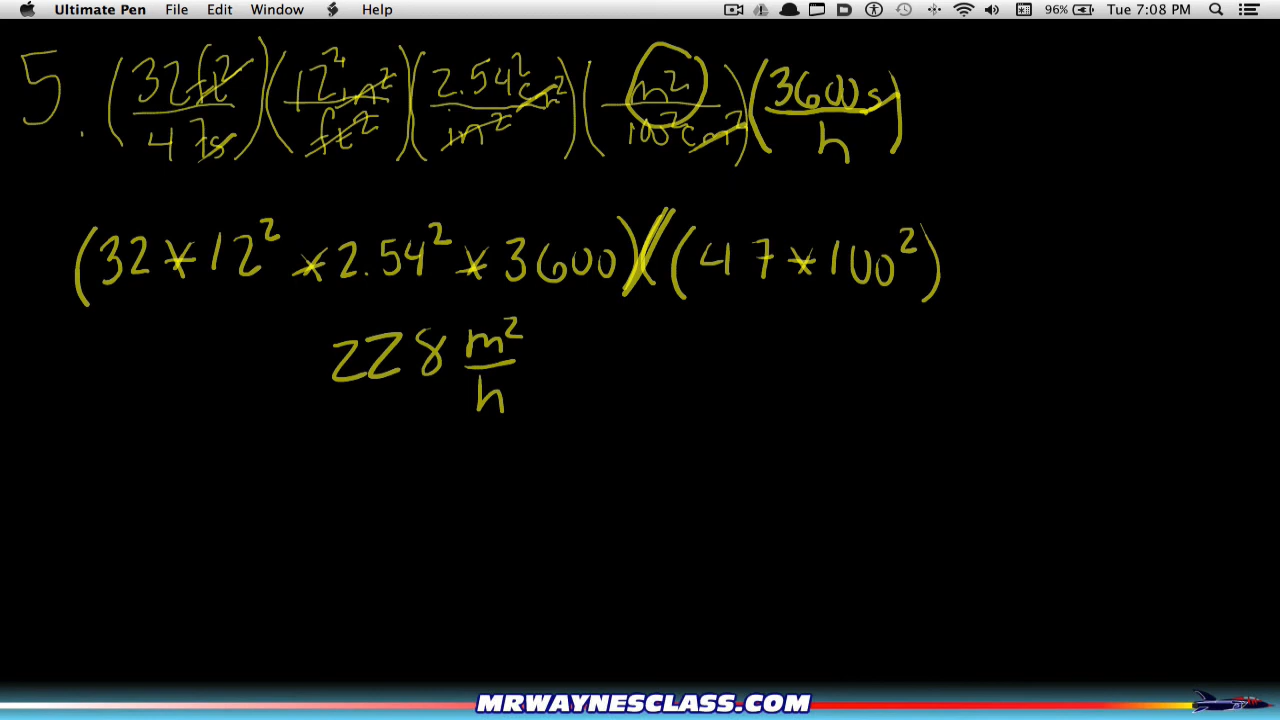 Ultimate Pen File Edit Window Help 96% Tue 7:08 PM
5. (32 ft²/47s)(12² in²/ft²)(2.54² cm²/in²)(m²/100² cm²)(3600 s/h)
(32 * 12² * 2.54² * 3600) / (47 * 100²)
228 m²/h
MRWAYNESCLASS.COM